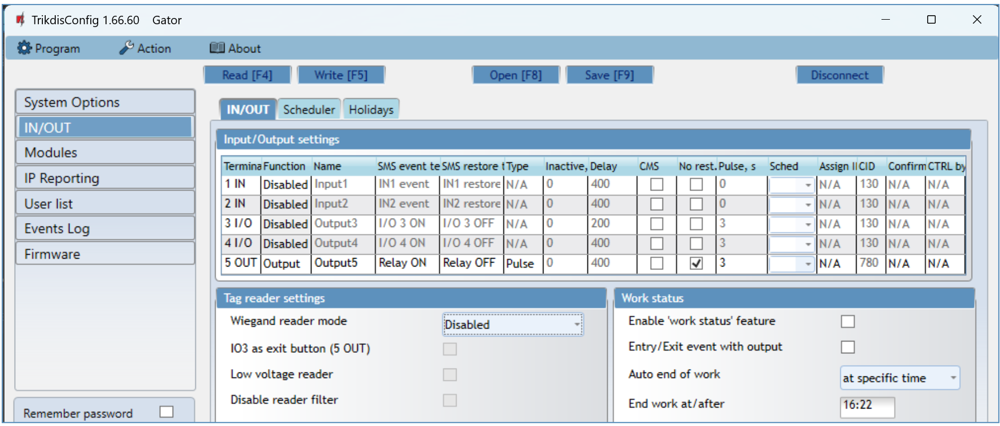 TrikdisConfig 1.66.60 Gator
Program Action About
Read [F4] Write [F5] Open [F8] Save [F9] Disconnect
System Options
IN/OUT
Modules
IP Reporting
User list
Events Log
Firmware
Remember password
IN/OUT Scheduler Holidays
Input/Output settings
Termina Function Name SMS event te SMS restore t Type Inactive, Delay CMS No rest. Pulse, s Sched Assign I CID Confirm CTRL by
1 IN Disabled Input1 IN1 event IN1 restore N/A 0 400 0 N/A 130 N/A N/A
2 IN Disabled Input2 IN2 event IN2 restore N/A 0 400 0 N/A 130 N/A N/A
3 I/O Disabled Output3 I/O 3 ON I/O 3 OFF N/A 0 200 3 N/A 130 N/A N/A
4 I/O Disabled Output4 I/O 4 ON I/O 4 OFF N/A 0 400 3 N/A 130 N/A N/A
5 OUT Output Output5 Relay ON Relay OFF Pulse 0 400 3 N/A 780 N/A N/A
Tag reader settings
Wiegand reader mode Disabled
IO3 as exit button (5 OUT)
Low voltage reader
Disable reader filter
Work status
Enable 'work status' feature
Entry/Exit event with output
Auto end of work at specific time
End work at/after 16:22